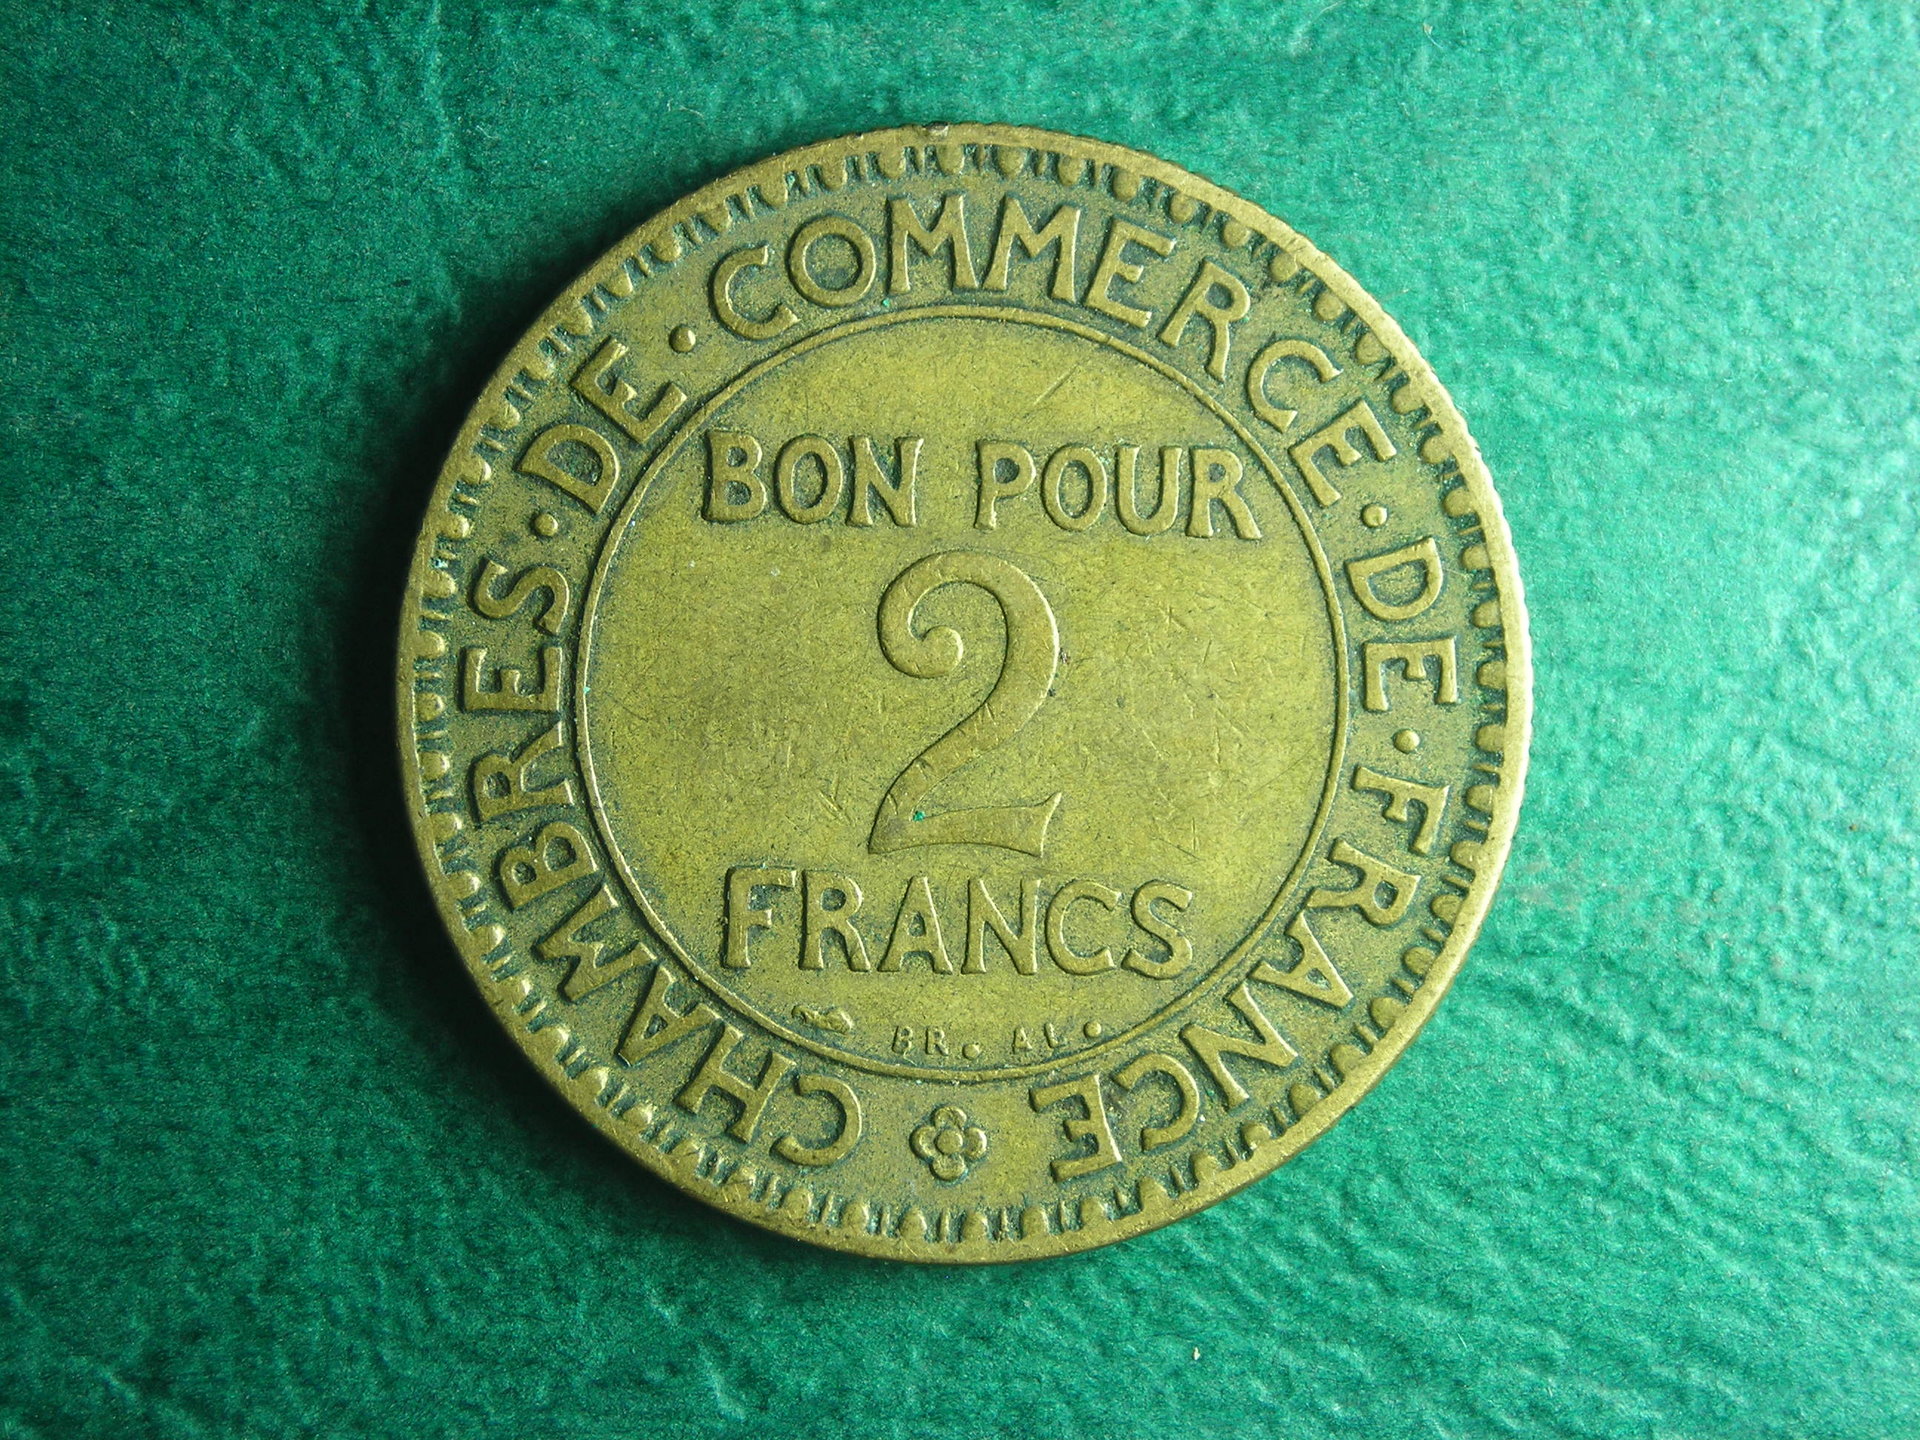 CHAMBRES · DE · COMMERCE · DE · FRANCE
BON POUR
2
FRANCS
BR. AL.